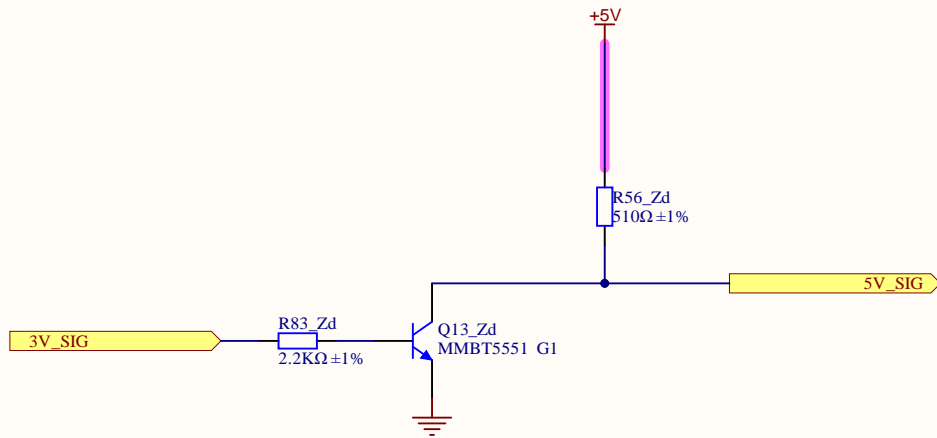 +5V
R56_Zd
510Ω ±1%
5V_SIG
R83_Zd
3V_SIG
2.2KΩ ±1%
Q13_Zd
MMBT5551 G1